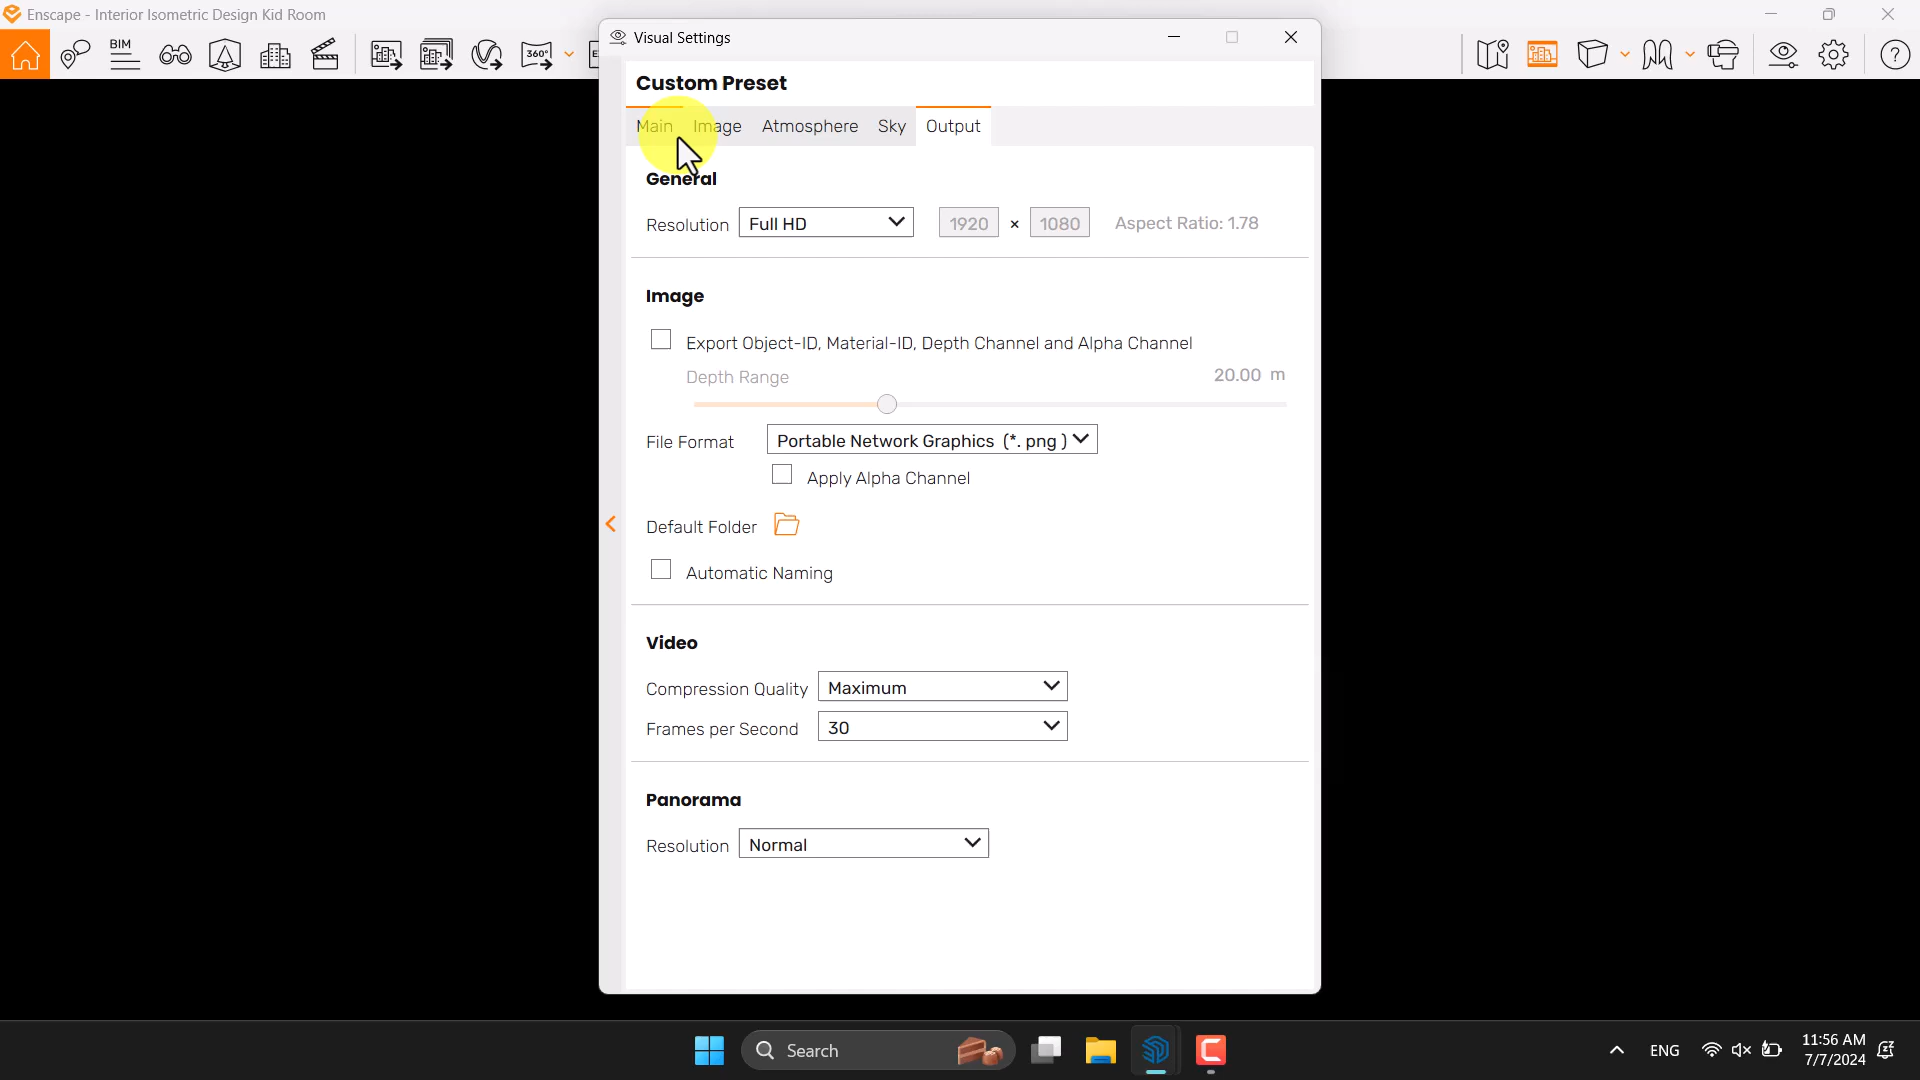 Enscape - Interior Isometric Design Kid Room
Visual Settings
BIM
360°
Custom Preset
Main Image Atmosphere Sky Output
General
Resolution Full HD 1920 × 1080 Aspect Ratio: 1.78
Image
Export Object-ID, Material-ID, Depth Channel and Alpha Channel
Depth Range 20.00 m
File Format Portable Network Graphics (*. png )
Apply Alpha Channel
Default Folder
Automatic Naming
Video
Compression Quality Maximum
Frames per Second 30
Panorama
Resolution Normal
Search
ENG
11:56 AM
7/7/2024